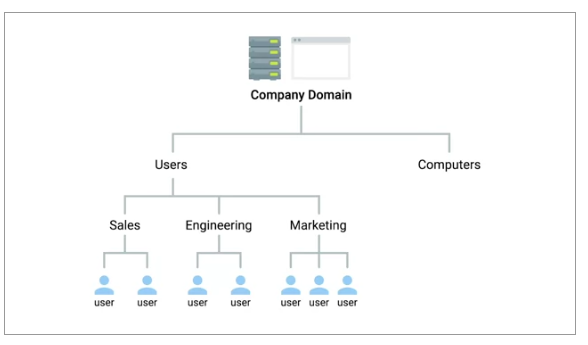 Company Domain
Users
Computers
Sales
Engineering
Marketing
user
user
user
user
user
user
user